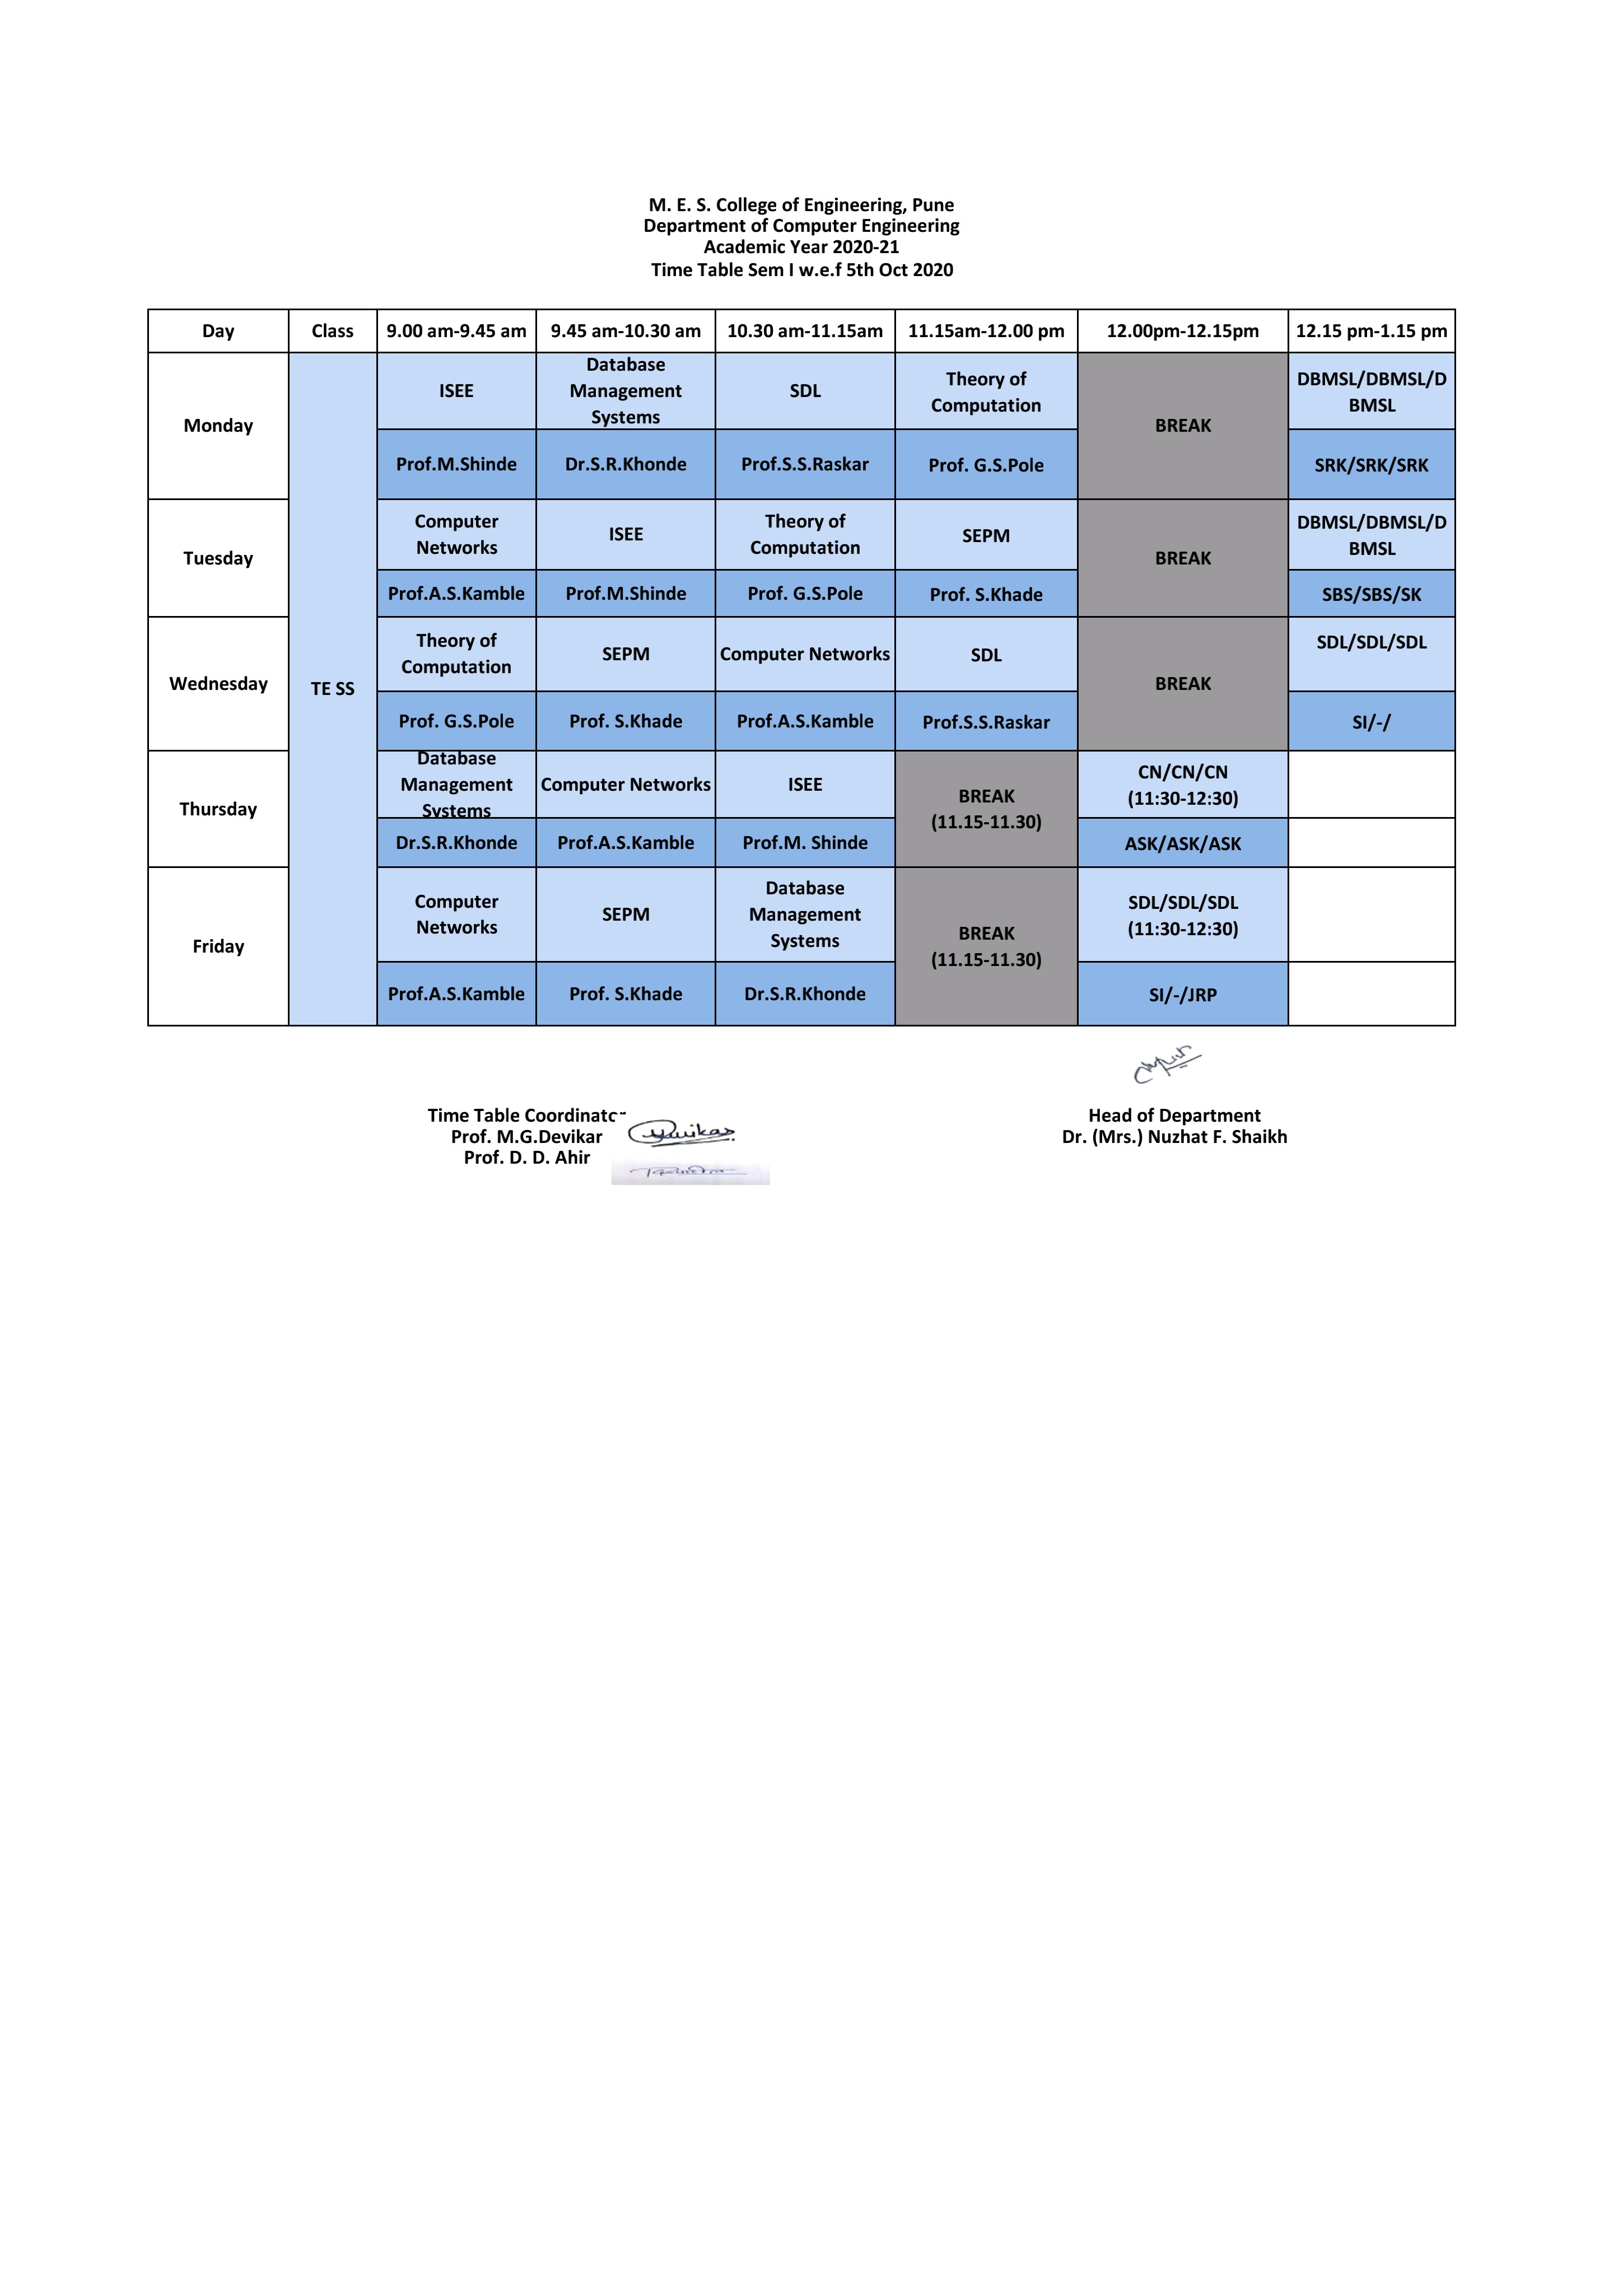 M. E. S. College of Engineering, Pune
Department of Computer Engineering
Academic Year 2020-21
Time Table Sem I w.e.f 5th Oct 2020
Day Class 9.00 am-9.45 am 9.45 am-10.30 am 10.30 am-11.15am 11.15am-12.00 pm 12.00pm-12.15pm 12.15 pm-1.15 pm
Monday
TE SS
ISEE
Database
Management
Systems
SDL
Theory of
Computation
BREAK
DBMSL/DBMSL/D
BMSL
Prof.M.Shinde Dr.S.R.Khonde Prof.S.S.Raskar Prof. G.S.Pole SRK/SRK/SRK
Tuesday
Computer
Networks
ISEE
Theory of
Computation
SEPM
BREAK
DBMSL/DBMSL/D
BMSL
Prof.A.S.Kamble Prof.M.Shinde Prof. G.S.Pole Prof. S.Khade SBS/SBS/SK
Wednesday
Theory of
Computation
SEPM
Computer Networks
SDL
BREAK
SDL/SDL/SDL
Prof. G.S.Pole Prof. S.Khade Prof.A.S.Kamble Prof.S.S.Raskar SI/-/
Thursday
Database
Management
Systems
Computer Networks
ISEE
BREAK
(11.15-11.30)
CN/CN/CN
(11:30-12:30)
Dr.S.R.Khonde Prof.A.S.Kamble Prof.M. Shinde ASK/ASK/ASK
Friday
Computer
Networks
SEPM
Database
Management
Systems
BREAK
(11.15-11.30)
SDL/SDL/SDL
(11:30-12:30)
Prof.A.S.Kamble Prof. S.Khade Dr.S.R.Khonde SI/-/JRP
Time Table Coordinator
Prof. M.G.Devikar
Prof. D. D. Ahir
Head of Department
Dr. (Mrs.) Nuzhat F. Shaikh